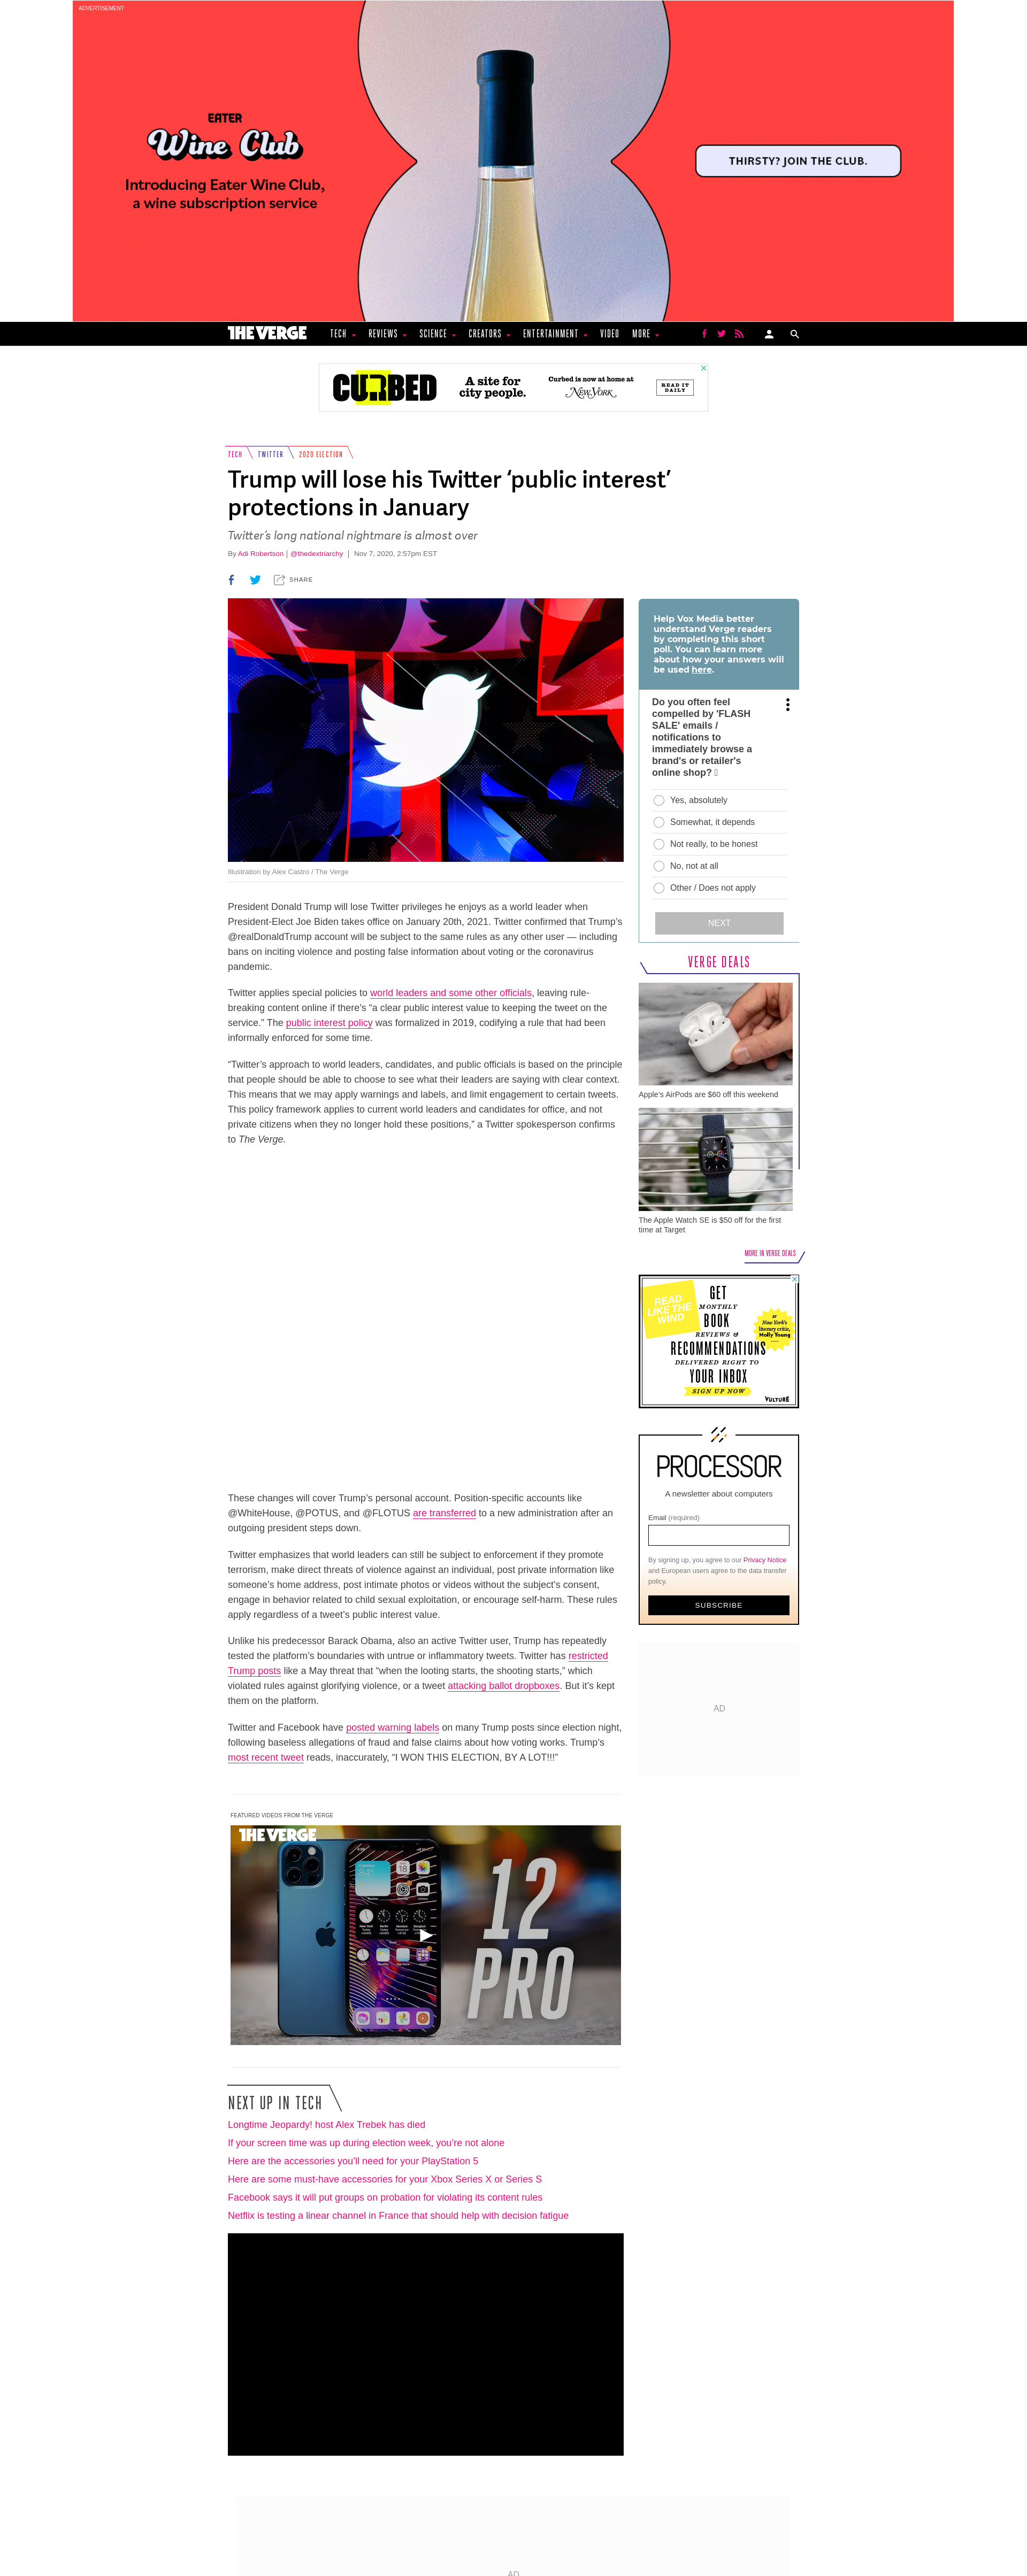 ADVERTISEMENT
EATER
Wine Club
Introducing Eater Wine Club,
a wine subscription service
THIRSTY? JOIN THE CLUB.
THE VERGE
TECH
REVIEWS
SCIENCE
CREATORS
ENTERTAINMENT
VIDEO
MORE
CURBED
A site for
city people.
Curbed is now at home at
NEW YORK
READ IT
DAILY
TECH
TWITTER
2020 ELECTION
Trump will lose his Twitter ‘public interest’
protections in January
Twitter’s long national nightmare is almost over
By Adi Robertson | @thedextriarchy | Nov 7, 2020, 2:57pm EST
SHARE
Illustration by Alex Castro / The Verge
President Donald Trump will lose Twitter privileges he enjoys as a world leader when
President-Elect Joe Biden takes office on January 20th, 2021. Twitter confirmed that Trump’s
@realDonaldTrump account will be subject to the same rules as any other user — including
bans on inciting violence and posting false information about voting or the coronavirus
pandemic.
Twitter applies special policies to world leaders and some other officials, leaving rule-
breaking content online if there’s “a clear public interest value to keeping the tweet on the
service.” The public interest policy was formalized in 2019, codifying a rule that had been
informally enforced for some time.
“Twitter’s approach to world leaders, candidates, and public officials is based on the principle
that people should be able to choose to see what their leaders are saying with clear context.
This means that we may apply warnings and labels, and limit engagement to certain tweets.
This policy framework applies to current world leaders and candidates for office, and not
private citizens when they no longer hold these positions,” a Twitter spokesperson confirms
to The Verge.
These changes will cover Trump’s personal account. Position-specific accounts like
@WhiteHouse, @POTUS, and @FLOTUS are transferred to a new administration after an
outgoing president steps down.
Twitter emphasizes that world leaders can still be subject to enforcement if they promote
terrorism, make direct threats of violence against an individual, post private information like
someone’s home address, post intimate photos or videos without the subject’s consent,
engage in behavior related to child sexual exploitation, or encourage self-harm. These rules
apply regardless of a tweet’s public interest value.
Unlike his predecessor Barack Obama, also an active Twitter user, Trump has repeatedly
tested the platform’s boundaries with untrue or inflammatory tweets. Twitter has restricted
Trump posts like a May threat that “when the looting starts, the shooting starts,” which
violated rules against glorifying violence, or a tweet attacking ballot dropboxes. But it’s kept
them on the platform.
Twitter and Facebook have posted warning labels on many Trump posts since election night,
following baseless allegations of fraud and false claims about how voting works. Trump’s
most recent tweet reads, inaccurately, “I WON THIS ELECTION, BY A LOT!!!”
FEATURED VIDEOS FROM THE VERGE
THE VERGE
12
PRO
NEXT UP IN TECH
Longtime Jeopardy! host Alex Trebek has died
If your screen time was up during election week, you’re not alone
Here are the accessories you’ll need for your PlayStation 5
Here are some must-have accessories for your Xbox Series X or Series S
Facebook says it will put groups on probation for violating its content rules
Netflix is testing a linear channel in France that should help with decision fatigue
Help Vox Media better
understand Verge readers
by completing this short
poll. You can learn more
about how your answers will
be used here.
Do you often feel
compelled by 'FLASH
SALE' emails /
notifications to
immediately browse a
brand's or retailer's
online shop?
Yes, absolutely
Somewhat, it depends
Not really, to be honest
No, not at all
Other / Does not apply
NEXT
VERGE DEALS
Apple’s AirPods are $60 off this weekend
The Apple Watch SE is $50 off for the first
time at Target
MORE IN VERGE DEALS
READ
LIKE THE
WIND
GET
MONTHLY
BOOK
REVIEWS &
RECOMMENDATIONS
DELIVERED RIGHT TO
YOUR INBOX
SIGN UP NOW
BY
New York’s
literary critic,
Molly Young
VULTURE
PROCESSOR
A newsletter about computers
Email (required)
By signing up, you agree to our Privacy Notice
and European users agree to the data transfer
policy.
SUBSCRIBE
AD
AD